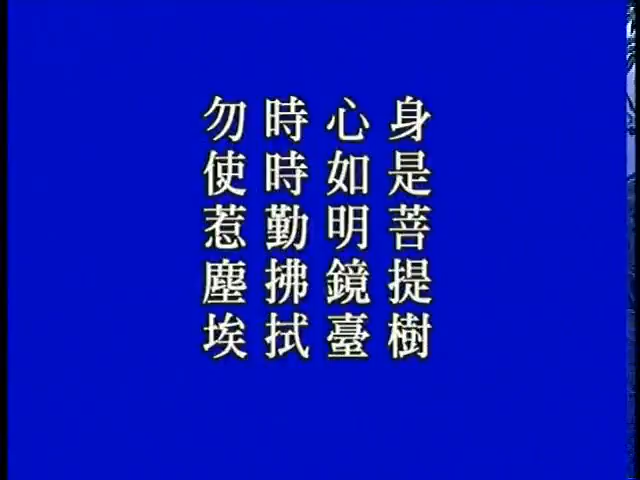 身是菩提樹
心如明鏡臺
時時勤拂拭
勿使惹塵埃